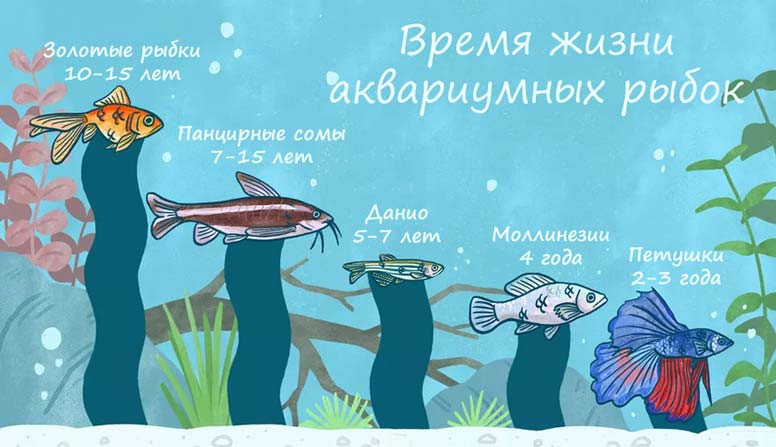 Время жизни
аквариумных рыбок
Золотые рыбки
10-15 лет
Панцирные сомы
7-15 лет
Данио
5-7 лет
Моллинезии
4 года
Петушки
2-3 года